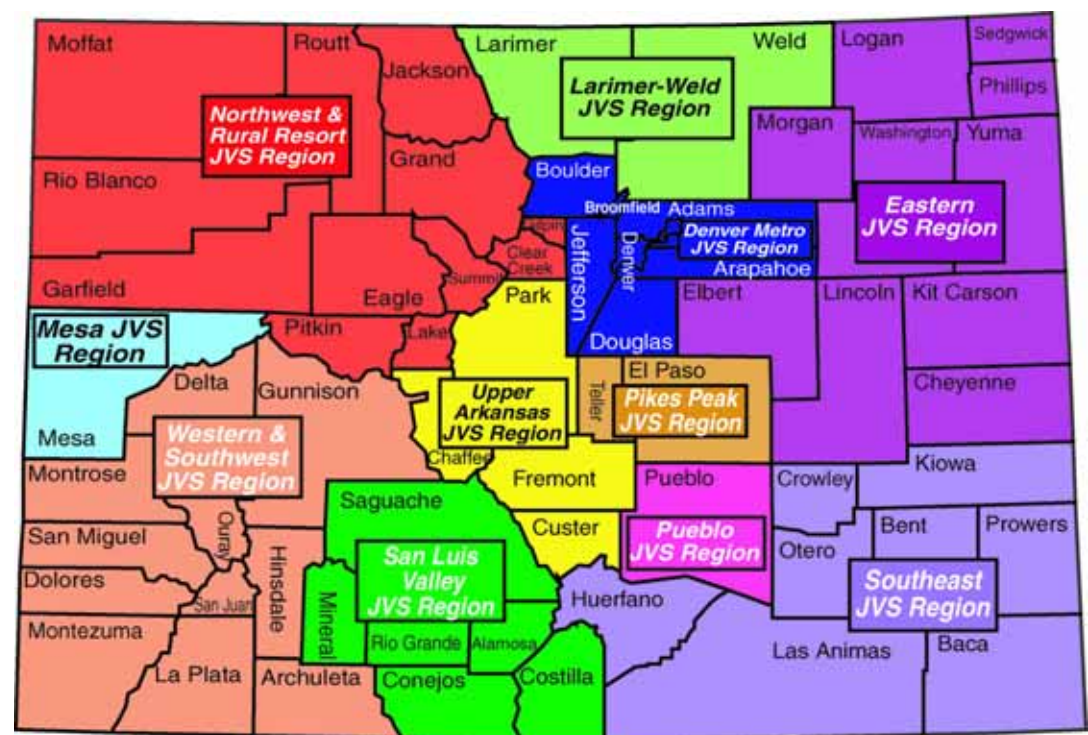 Moffat
Routt
Jackson
Larimer
Weld
Logan
Sedgwick
Phillips
Northwest &
Rural Resort
JVS Region
Larimer-Weld
JVS Region
Morgan
Washington
Yuma
Rio Blanco
Grand
Boulder
Broomfield
Adams
Eastern
JVS Region
Gilpin
Jefferson
Denver
Denver Metro
JVS Region
Clear
Creek
Summit
Arapahoe
Garfield
Eagle
Park
Elbert
Lincoln
Kit Carson
Mesa JVS
Region
Pitkin
Lake
Douglas
Delta
Gunnison
Upper
Arkansas
JVS Region
Teller
El Paso
Pikes Peak
JVS Region
Cheyenne
Mesa
Western &
Southwest
JVS Region
Chaffee
Montrose
Saguache
Fremont
Pueblo
Crowley
Kiowa
San Miguel
Ouray
Hinsdale
Custer
Pueblo
JVS Region
Otero
Bent
Prowers
Dolores
San Juan
San Luis
Valley
JVS Region
Mineral
Huerfano
Southeast
JVS Region
Montezuma
Rio Grande
Alamosa
Las Animas
Baca
La Plata
Archuleta
Conejos
Costilla